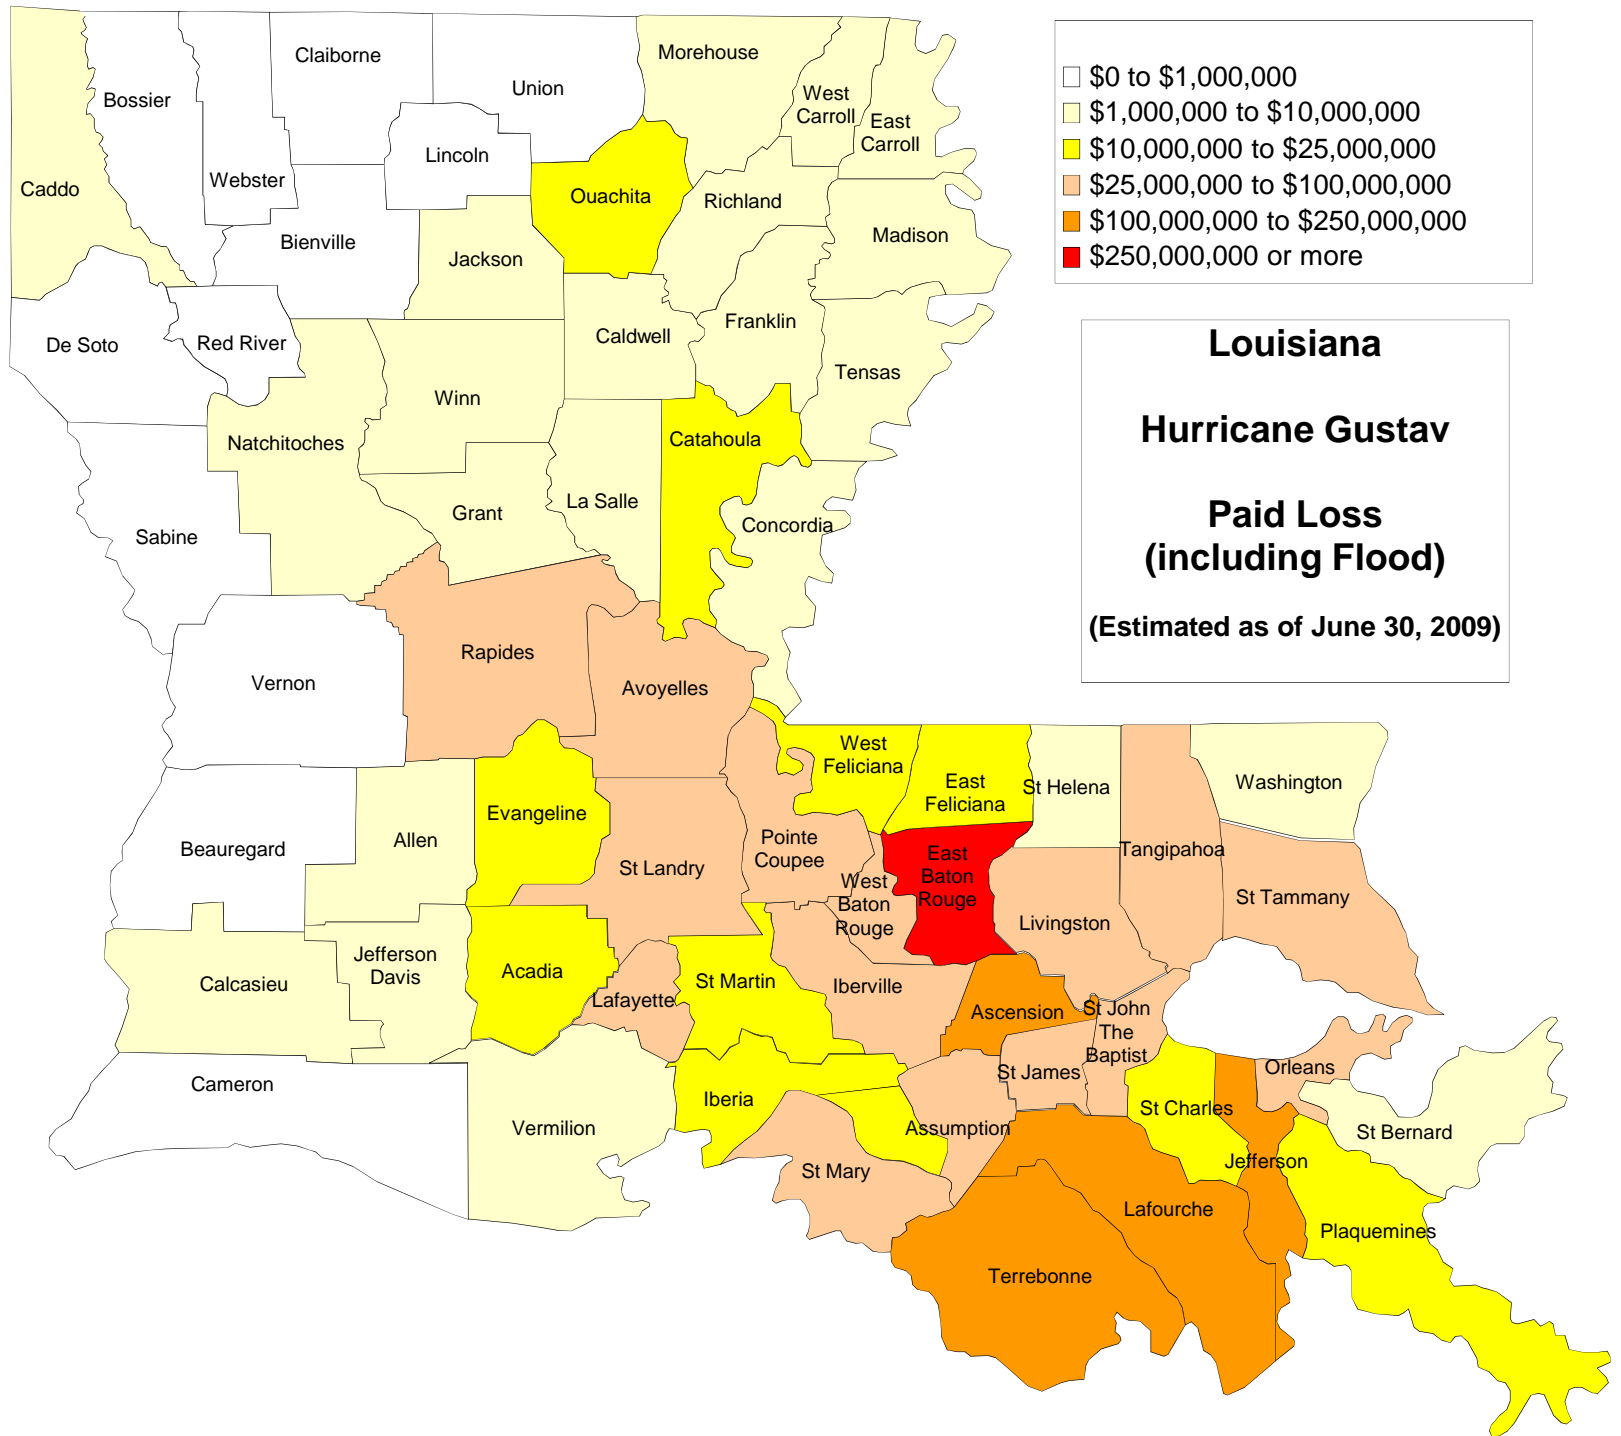 $0 to $1,000,000
$1,000,000 to $10,000,000
$10,000,000 to $25,000,000
$25,000,000 to $100,000,000
$100,000,000 to $250,000,000
$250,000,000 or more
Louisiana
Hurricane Gustav
Paid Loss
(including Flood)
(Estimated as of June 30, 2009)
Claiborne
Morehouse
Union
Bossier
West
Carroll
East
Carroll
Lincoln
Webster
Caddo
Ouachita
Richland
Madison
Bienville
Jackson
Franklin
Caldwell
Red River
De Soto
Tensas
Winn
Catahoula
Natchitoches
La Salle
Grant
Concordia
Sabine
Rapides
Vernon
Avoyelles
West
Feliciana
East
Feliciana
St Helena
Washington
Evangeline
Allen
Beauregard
Pointe
Coupee
Tangipahoa
East
Baton
Rouge
St Landry
West
Baton
Rouge
St Tammany
Livingston
Jefferson
Davis
Acadia
Calcasieu
St Martin
Iberville
Lafayette
Ascension
St John
The
Baptist
Orleans
St James
Cameron
Iberia
St Charles
Vermilion
Assumption
St Bernard
Jefferson
St Mary
Lafourche
Plaquemines
Terrebonne